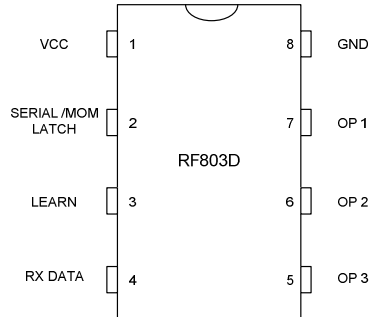 VCC 1 8 GND
SERIAL /MOM
LATCH 2 7 OP 1
RF803D
LEARN 3 6 OP 2
RX DATA 4 5 OP 3